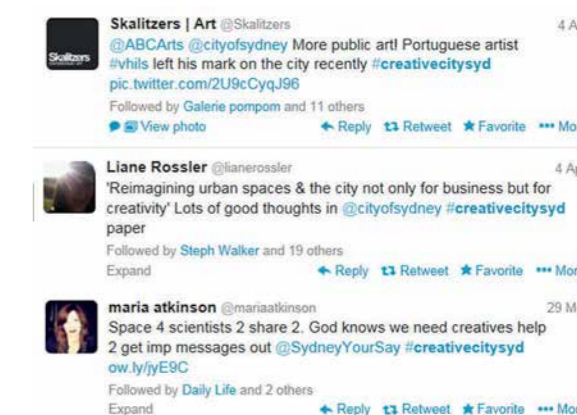 Skalitzers | Art @Skalitzers 4 A
Skalitzers
@ABCArts @cityofsydney More public art! Portuguese artist
#vhils left his mark on the city recently #creativecitysyd
pic.twitter.com/2U9cCyqJ96
Followed by Galerie pompom and 11 others
View photo Reply Retweet Favorite Mo
Liane Rossler @lianerossler 4 Ap
'Reimagining urban spaces & the city not only for business but for
creativity' Lots of good thoughts in @cityofsydney #creativecitysyd
paper
Followed by Steph Walker and 19 others
Expand Reply Retweet Favorite Mor
maria atkinson @mariaatkinson 29 M
Space 4 scientists 2 share 2. God knows we need creatives help
2 get imp messages out @SydneyYourSay #creativecitysyd
ow.ly/jyE9C
Followed by Daily Life and 2 others
Expand Reply Retweet Favorite Mor